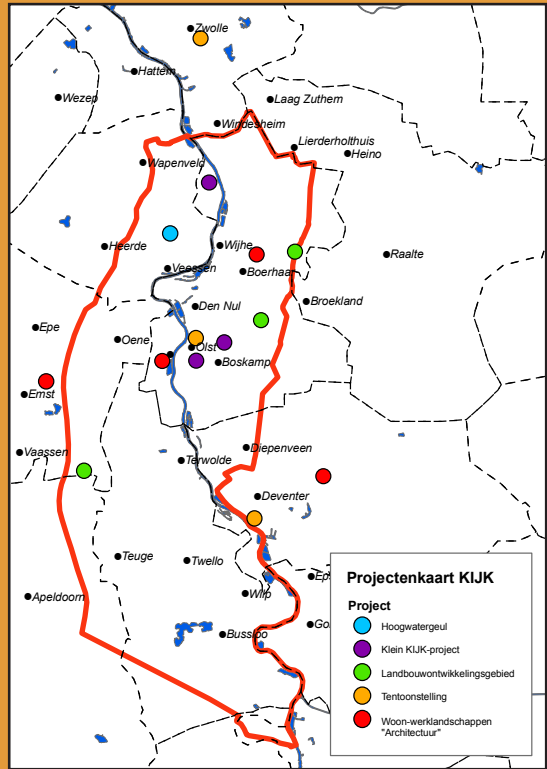 Zwolle
Hattem
Wezep
Laag Zuthem
Windesheim
Lierderholthuis
Heino
Wapenveld
Heerde
Wijhe
Raalte
Veessen
Boerhaar
Den Nul
Broekland
Epe
Oene
Olst
Boskamp
Emst
Diepenveen
Vaassen
Terwolde
Deventer
Teuge
Twello
Ep
Apeldoorn
Wilp
Go
Bussloo
Projectenkaart KIJK
Project
Hoogwatergeul
Klein KIJK-project
Landbouwontwikkelingsgebied
Tentoonstelling
Woon-werklandschappen
"Architectuur"